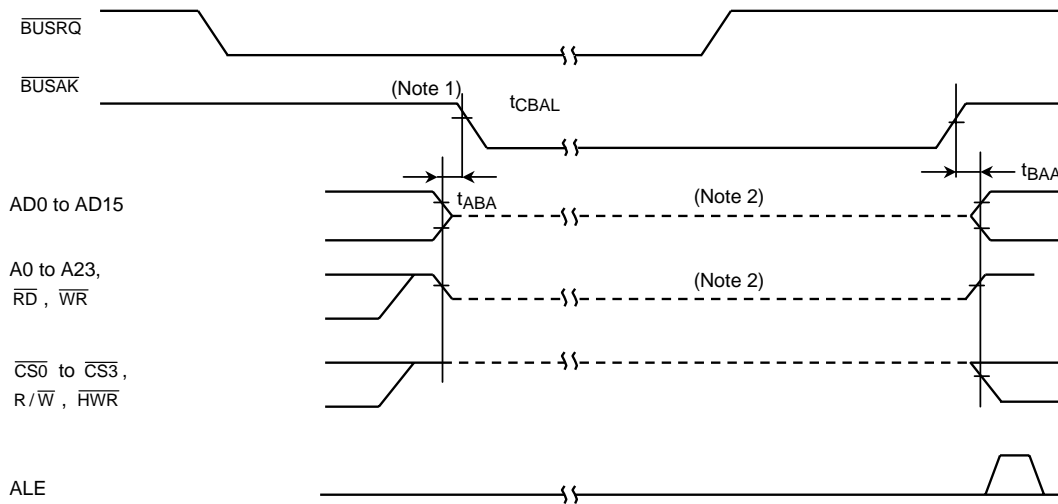 BUSRQ
BUSAK
(Note 1)
tCBAL
tBAA
AD0 to AD15
tABA
(Note 2)
A0 to A23,
RD , WR
(Note 2)
CS0 to CS3 ,
R / W , HWR
ALE